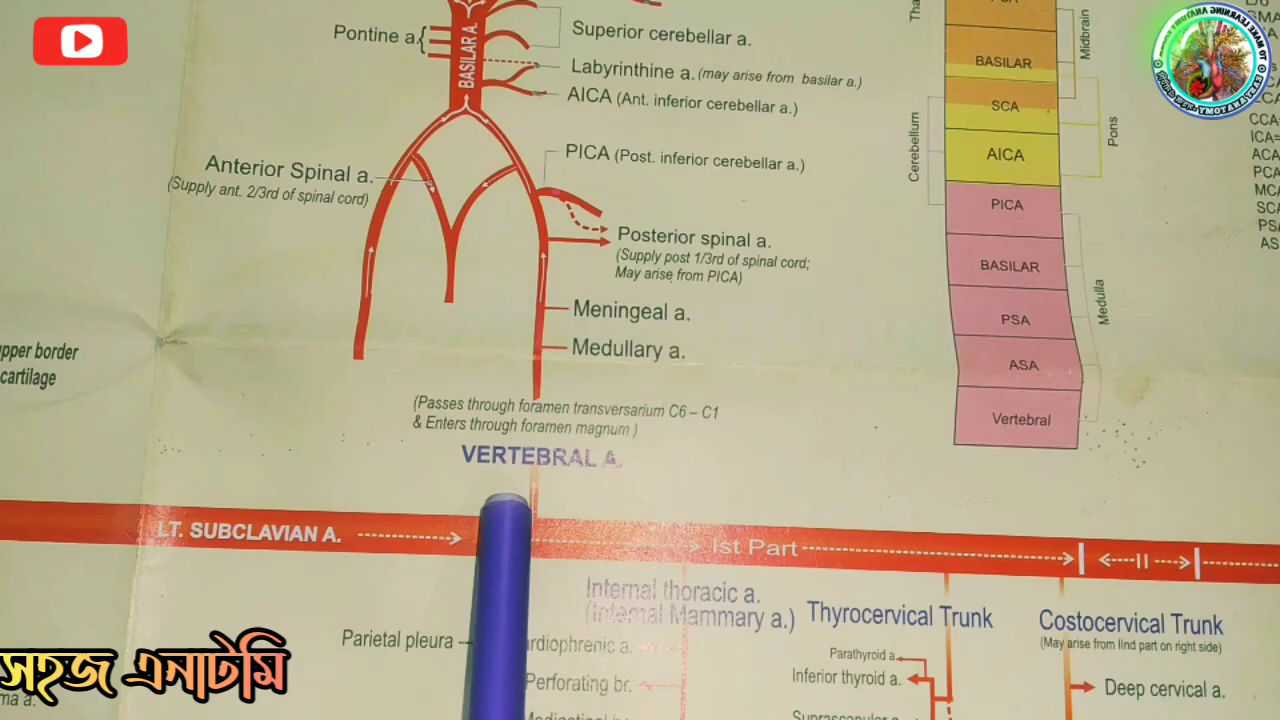 Pontine a.
BASILAR A.
Superior cerebellar a.
Labyrinthine a. (may arise from basilar a.)
AICA (Ant. inferior cerebellar a.)
PICA (Post. inferior cerebellar a.)
Anterior Spinal a.
(Supply ant. 2/3rd of spinal cord)
Posterior spinal a.
(Supply post 1/3rd of spinal cord;
May arise from PICA)
Meningeal a.
Medullary a.
upper border
cartilage
(Passes through foramen transversarium C6 – C1
& Enters through foramen magnum )
VERTEBRAL A.
LT. SUBCLAVIAN A.
Ist Part
II
Internal thoracic a.
(Internal Mammary a.)
Thyrocervical Trunk
Costocervical Trunk
(May arise from IInd part on right side)
Parietal pleura
rdiophrenic a.
Perforating br.
Parathyroid a.
Inferior thyroid a.
Deep cervical a.
Tha
Midbrain
BASILAR
SCA
AICA
Cerebellum
Pons
PICA
BASILAR
PSA
ASA
Vertebral
Medulla
CCA
ICA=
ACA
PCA
MCA
SCA
PSA
AS
সহজ এনাটমি
ma a.